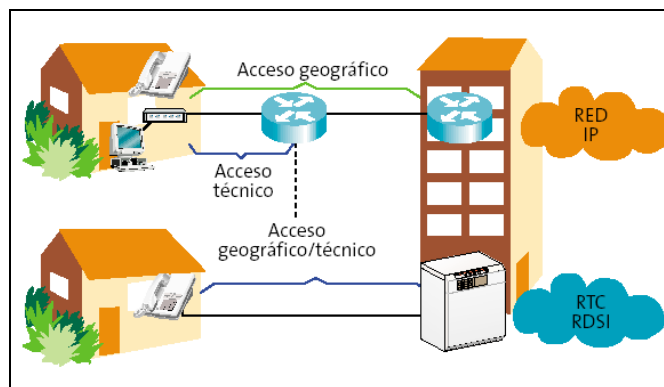 Acceso geográfico
RED
IP
Acceso
técnico
Acceso
geográfico/técnico
RTC
RDSI